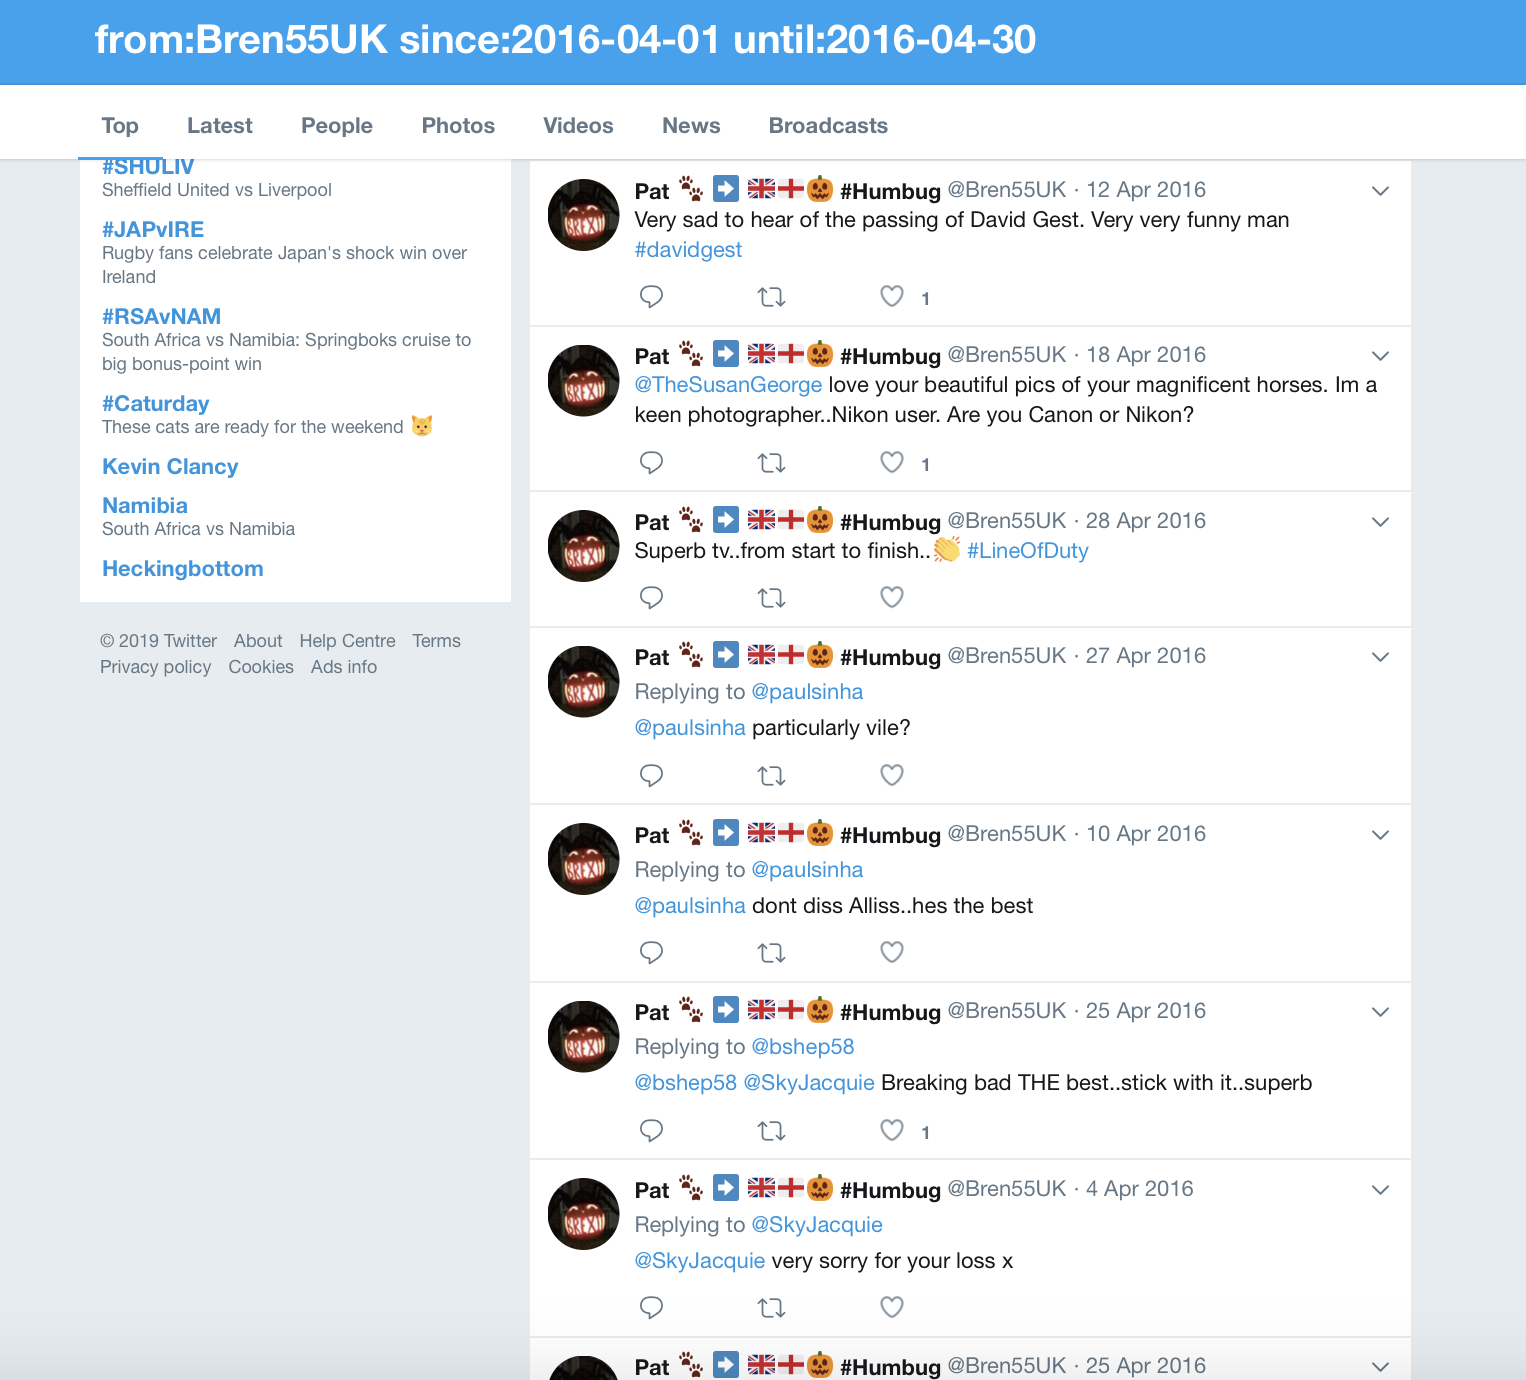 from:Bren55UK since:2016-04-01 until:2016-04-30
Top Latest People Photos Videos News Broadcasts
#SHULIV
Sheffield United vs Liverpool
#JAPvIRE
Rugby fans celebrate Japan's shock win over
Ireland
#RSAvNAM
South Africa vs Namibia: Springboks cruise to
big bonus-point win
#Caturday
These cats are ready for the weekend 😺
Kevin Clancy
Namibia
South Africa vs Namibia
Heckingbottom
© 2019 Twitter About Help Centre Terms
Privacy policy Cookies Ads info
BREXIT
Pat 🐾 ➡️ 🇬🇧🏴󠁧󠁢󠁥󠁮󠁧󠁿🎃 #Humbug @Bren55UK · 12 Apr 2016
Very sad to hear of the passing of David Gest. Very very funny man
#davidgest
1
BREXIT
Pat 🐾 ➡️ 🇬🇧🏴󠁧󠁢󠁥󠁮󠁧󠁿🎃 #Humbug @Bren55UK · 18 Apr 2016
@TheSusanGeorge love your beautiful pics of your magnificent horses. Im a
keen photographer..Nikon user. Are you Canon or Nikon?
1
BREXIT
Pat 🐾 ➡️ 🇬🇧🏴󠁧󠁢󠁥󠁮󠁧󠁿🎃 #Humbug @Bren55UK · 28 Apr 2016
Superb tv..from start to finish..👏 #LineOfDuty
BREXIT
Pat 🐾 ➡️ 🇬🇧🏴󠁧󠁢󠁥󠁮󠁧󠁿🎃 #Humbug @Bren55UK · 27 Apr 2016
Replying to @paulsinha
@paulsinha particularly vile?
BREXIT
Pat 🐾 ➡️ 🇬🇧🏴󠁧󠁢󠁥󠁮󠁧󠁿🎃 #Humbug @Bren55UK · 10 Apr 2016
Replying to @paulsinha
@paulsinha dont diss Alliss..hes the best
BREXIT
Pat 🐾 ➡️ 🇬🇧🏴󠁧󠁢󠁥󠁮󠁧󠁿🎃 #Humbug @Bren55UK · 25 Apr 2016
Replying to @bshep58
@bshep58 @SkyJacquie Breaking bad THE best..stick with it..superb
1
BREXIT
Pat 🐾 ➡️ 🇬🇧🏴󠁧󠁢󠁥󠁮󠁧󠁿🎃 #Humbug @Bren55UK · 4 Apr 2016
Replying to @SkyJacquie
@SkyJacquie very sorry for your loss x
Pat 🐾 ➡️ 🇬🇧🏴󠁧󠁢󠁥󠁮󠁧󠁿🎃 #Humbug @Bren55UK · 25 Apr 2016